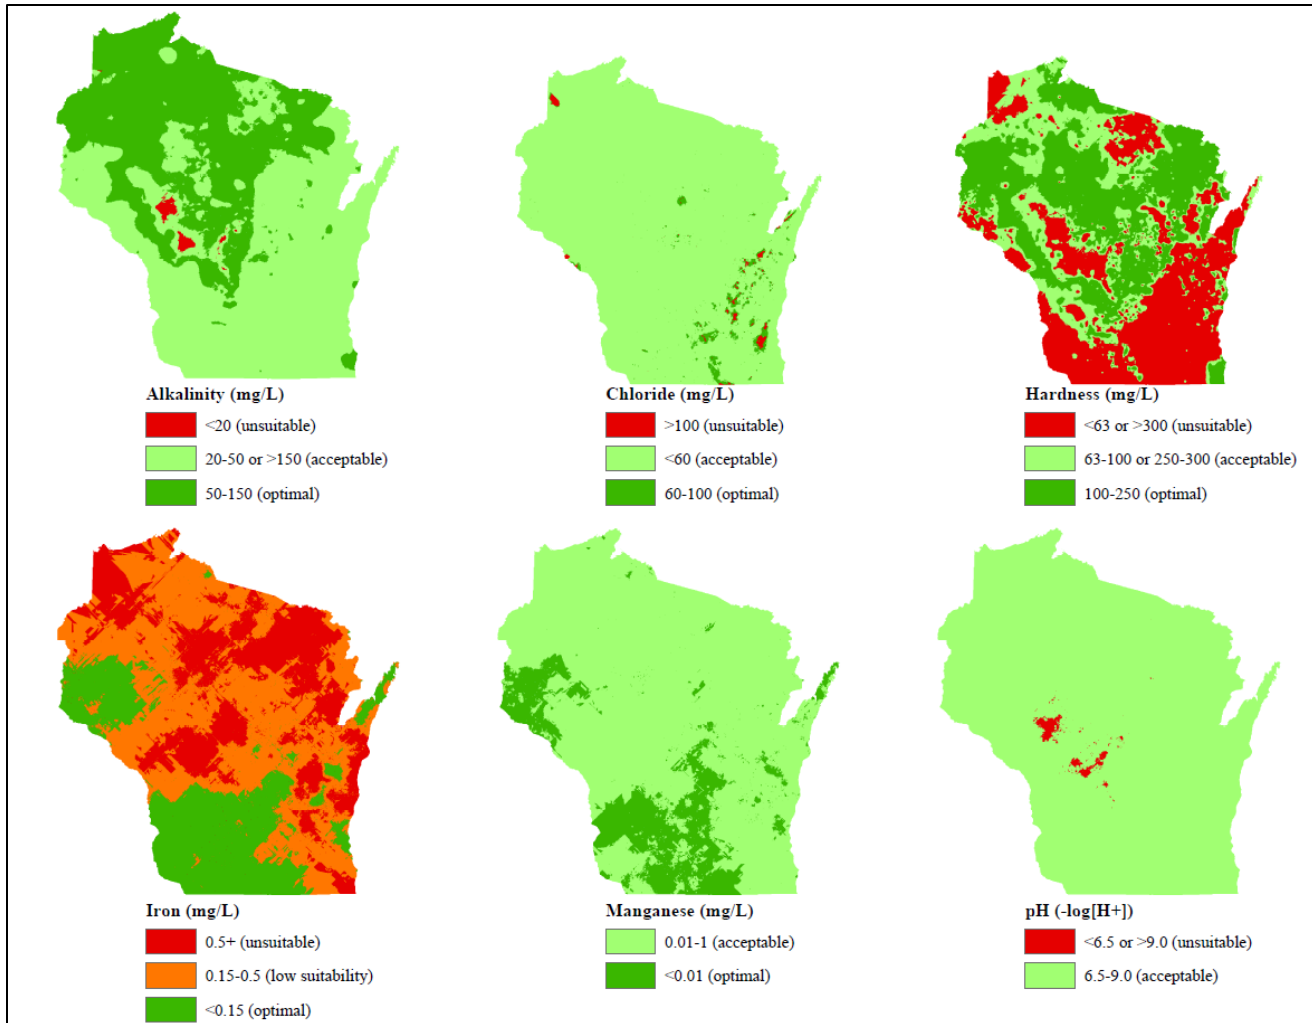 Alkalinity (mg/L)
<20 (unsuitable)
20-50 or >150 (acceptable)
50-150 (optimal)
Chloride (mg/L)
>100 (unsuitable)
<60 (acceptable)
60-100 (optimal)
Hardness (mg/L)
<63 or >300 (unsuitable)
63-100 or 250-300 (acceptable)
100-250 (optimal)
Iron (mg/L)
0.5+ (unsuitable)
0.15-0.5 (low suitability)
<0.15 (optimal)
Manganese (mg/L)
0.01-1 (acceptable)
<0.01 (optimal)
pH (-log[H+])
<6.5 or >9.0 (unsuitable)
6.5-9.0 (acceptable)